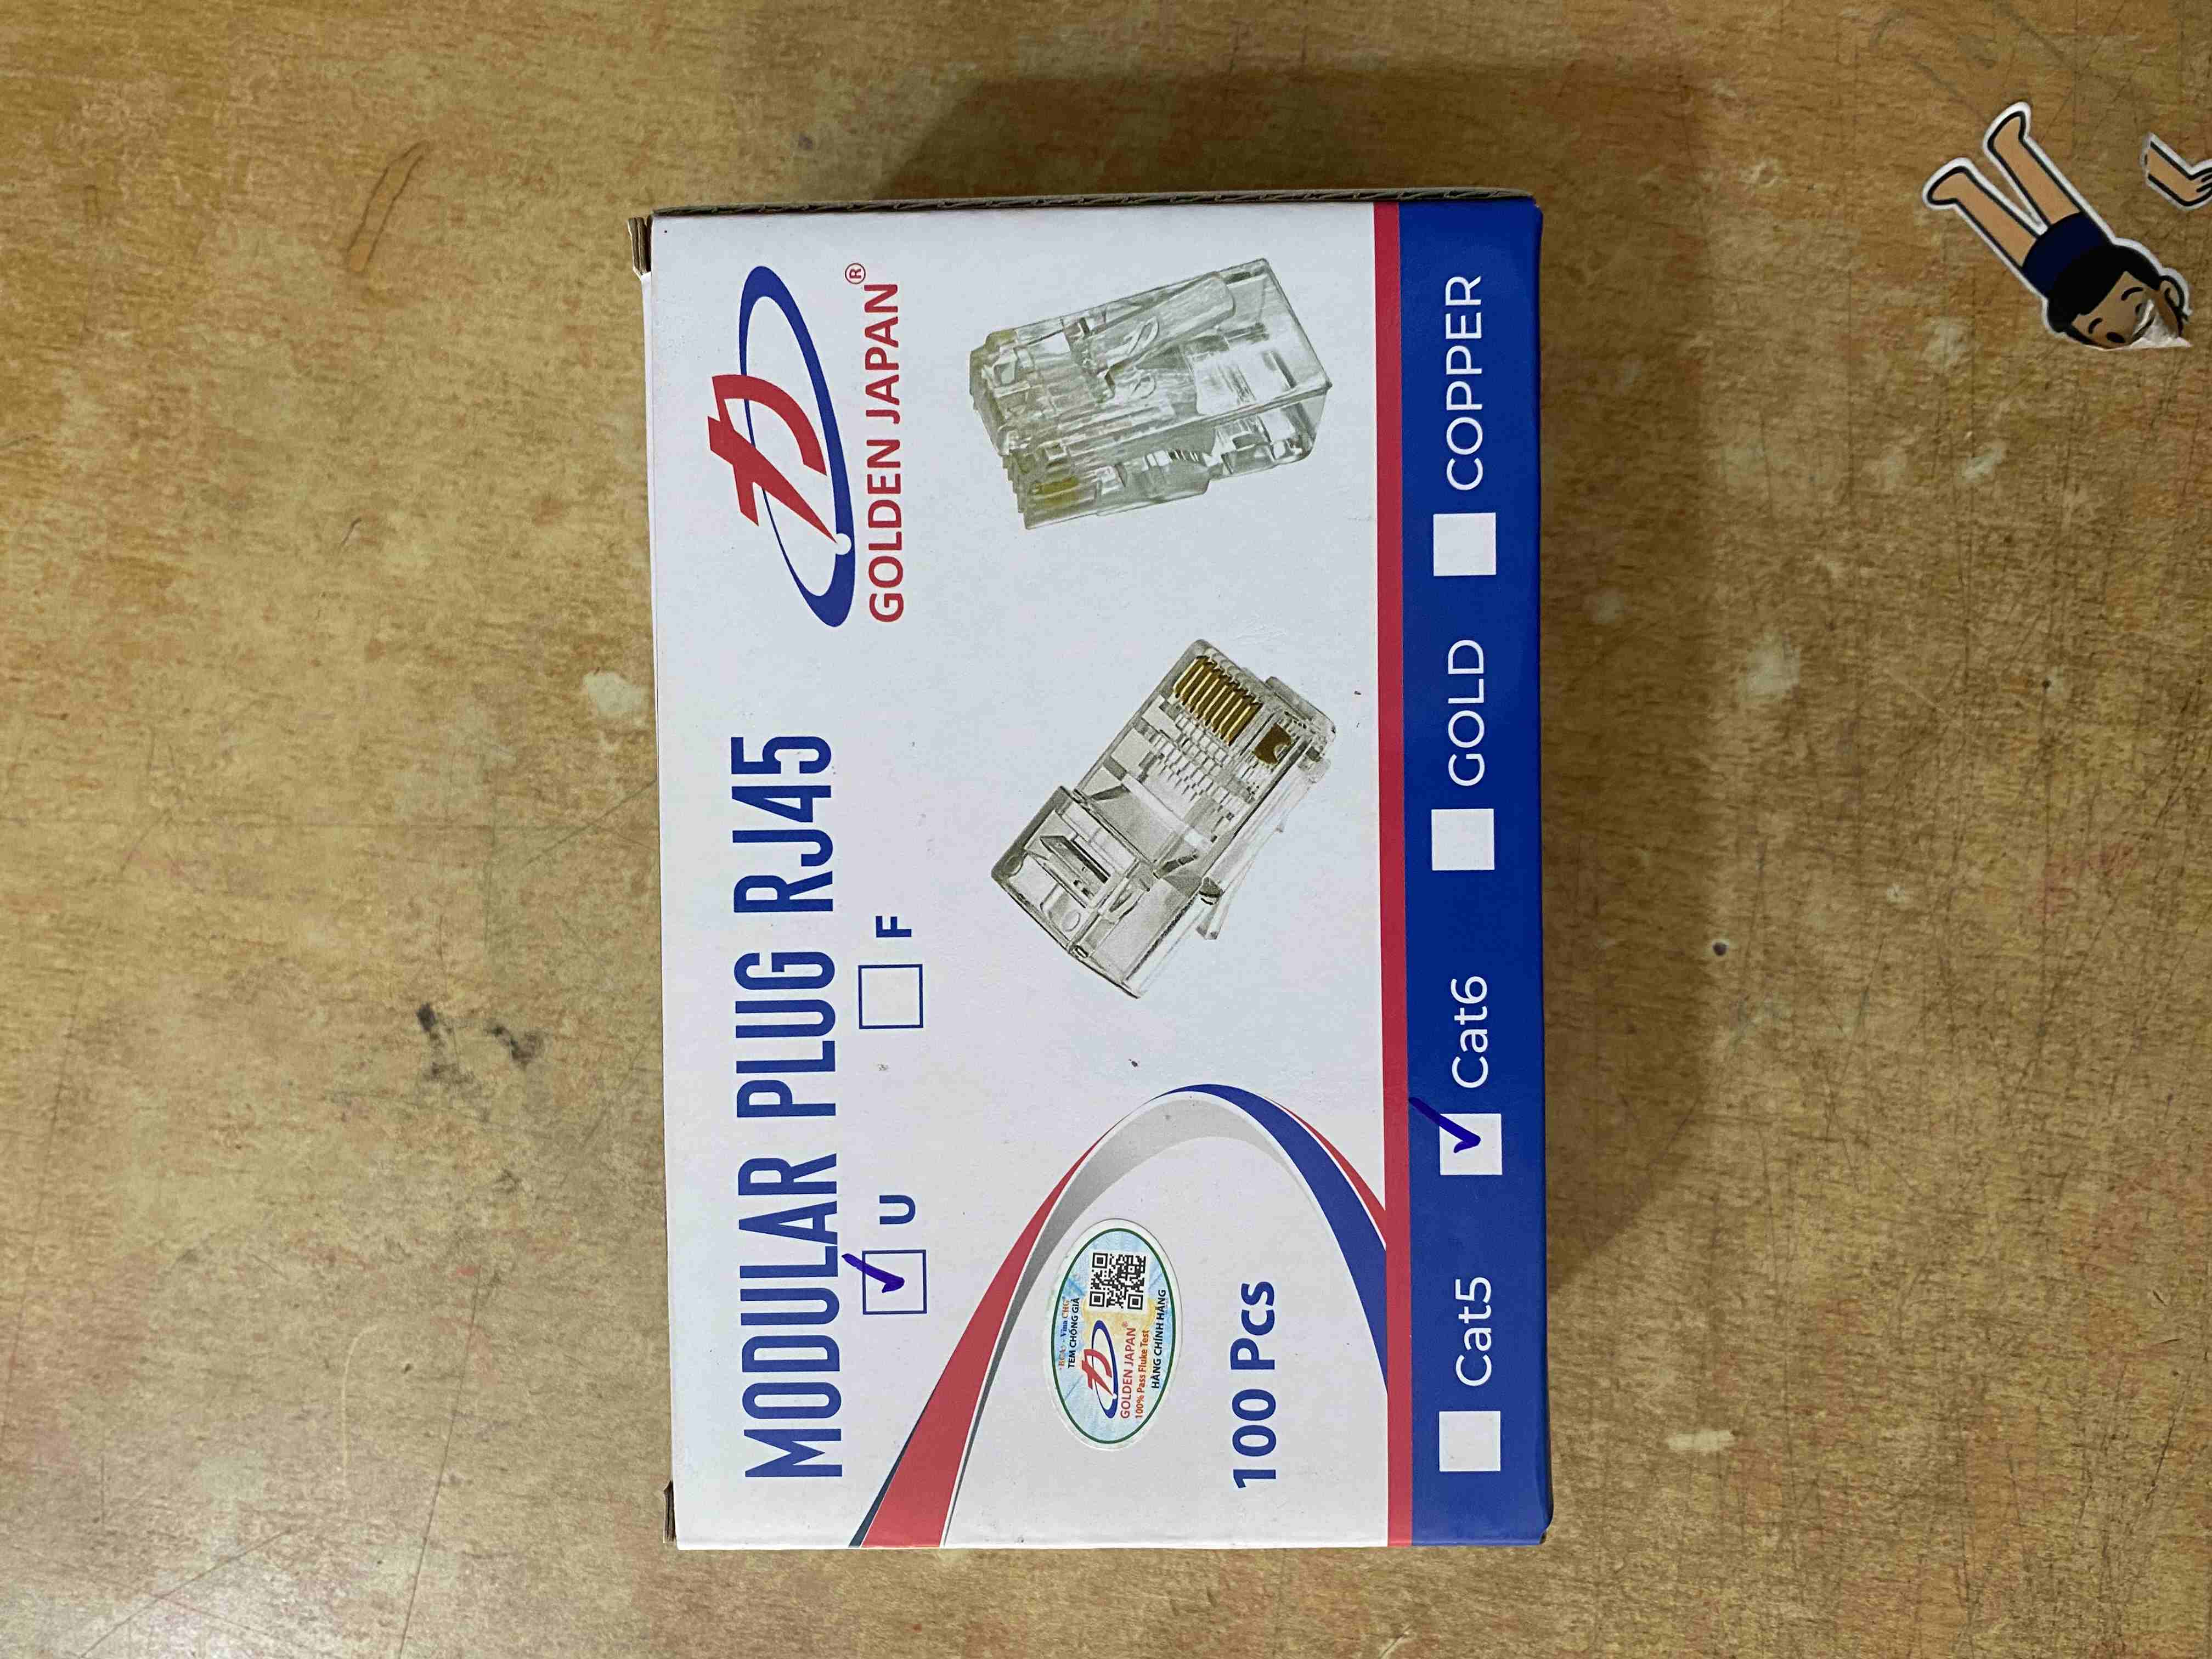 MODULAR PLUG RJ45
U
F
GOLDEN JAPAN®
TEM CHỐNG GIẢ
GOLDEN JAPAN®
100% Pass Fluke Test
HÀNG CHÍNH HÃNG
100 Pcs
Cat5
Cat6
GOLD
COPPER